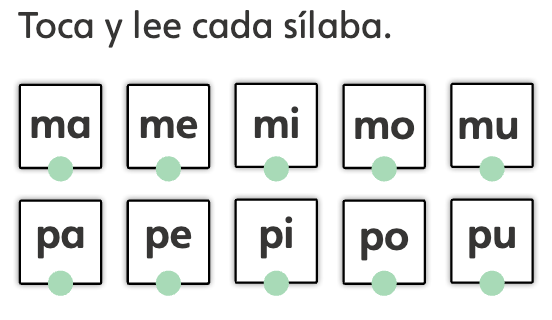 Toca y lee cada sílaba.
ma me mi mo mu
pa pe pi po pu